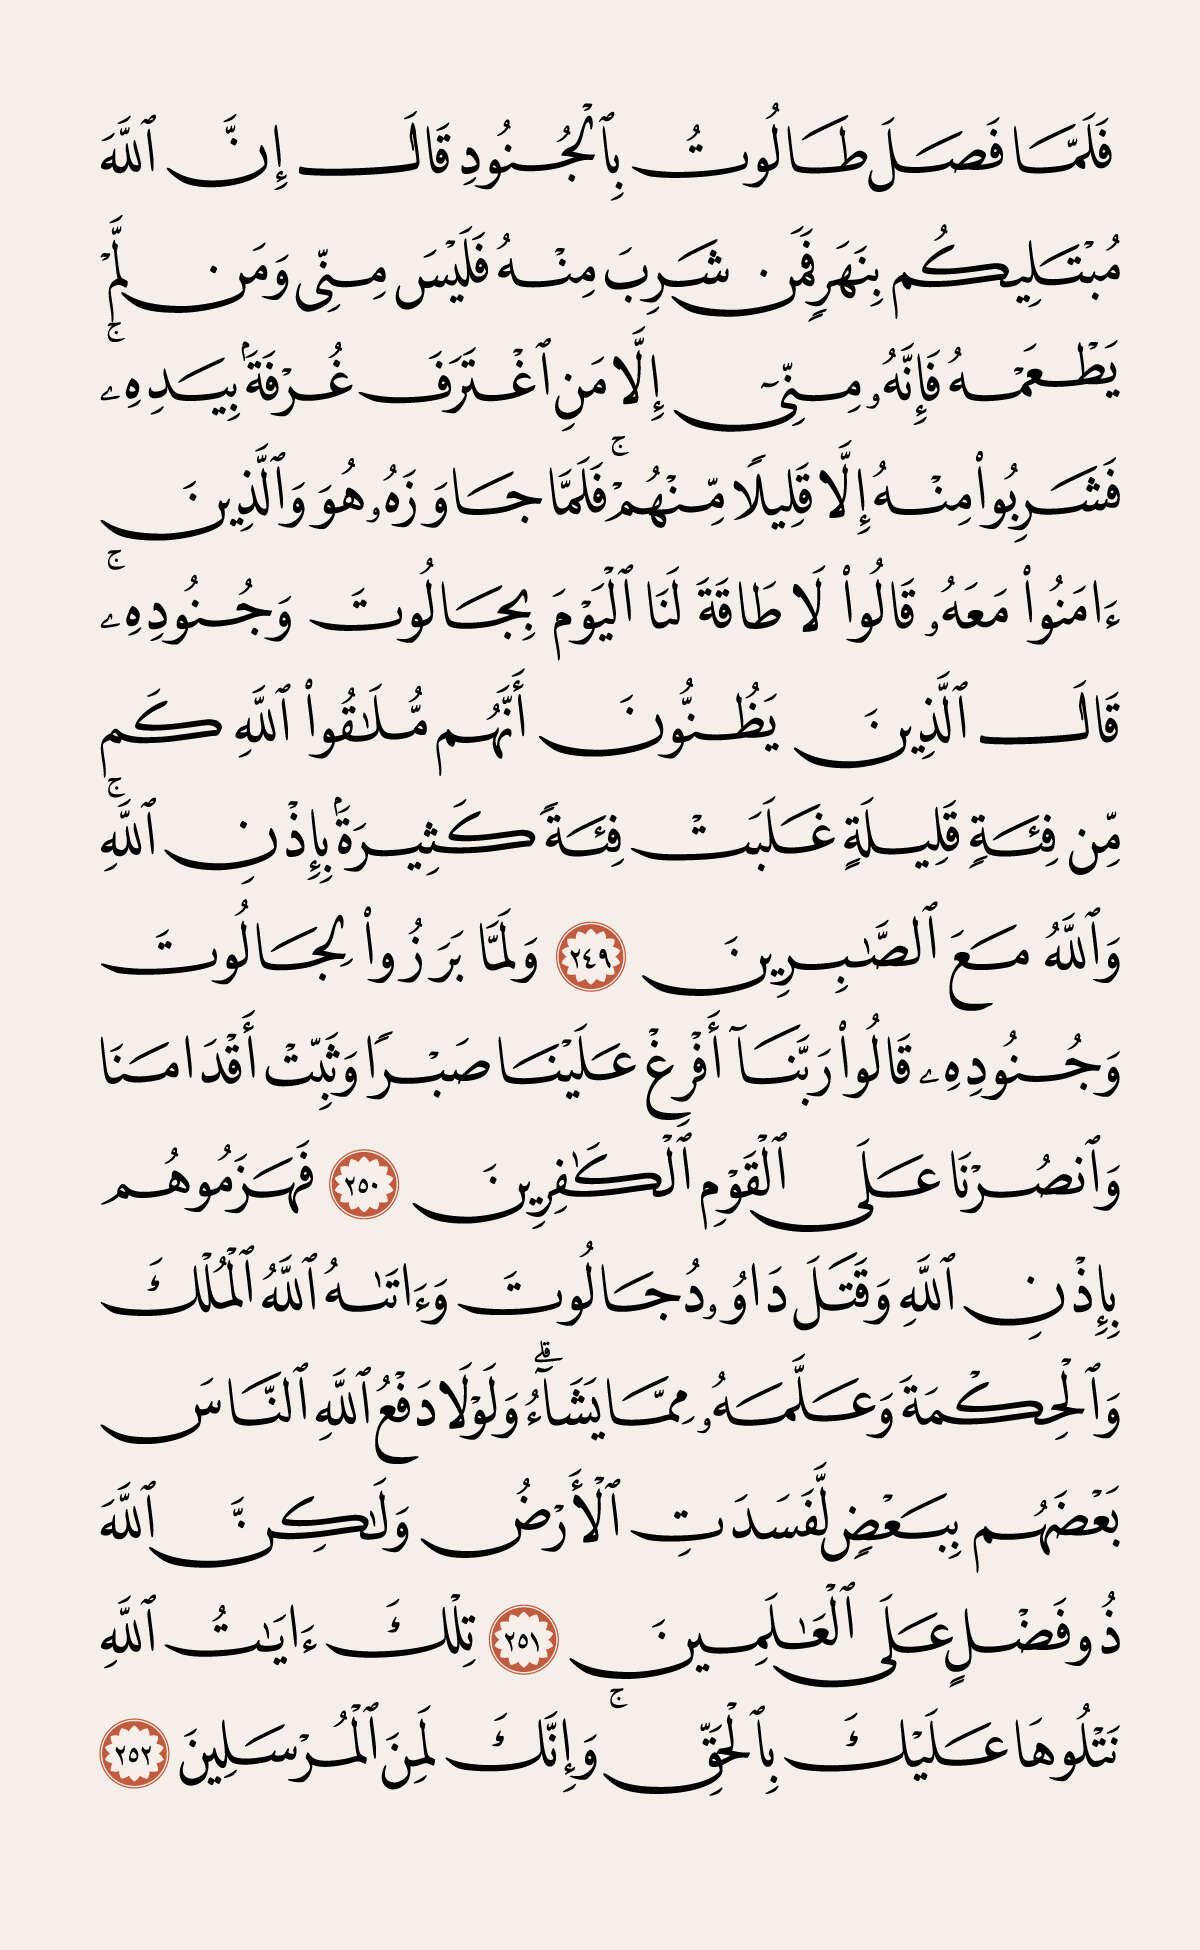 فَلَمَّا فَصَلَ طَالُوتُ بِٱلْجُنُودِ قَالَ إِنَّ ٱللَّهَ
مُبْتَلِيكُم بِنَهَرٍ فَمَن شَرِبَ مِنْهُ فَلَيْسَ مِنِّى وَمَن لَّمْ
يَطْعَمْهُ فَإِنَّهُۥ مِنِّىٓ إِلَّا مَنِ ٱغْتَرَفَ غُرْفَةًۢ بِيَدِهِۦ ۚ
فَشَرِبُوا۟ مِنْهُ إِلَّا قَلِيلًا مِّنْهُمْ ۚ فَلَمَّا جَاوَزَهُۥ هُوَ وَٱلَّذِينَ
ءَامَنُوا۟ مَعَهُۥ قَالُوا۟ لَا طَاقَةَ لَنَا ٱلْيَوْمَ بِجَالُوتَ وَجُنُودِهِۦ ۚ
قَالَ ٱلَّذِينَ يَظُنُّونَ أَنَّهُم مُّلَـٰقُوا۟ ٱللَّهِ كَم
مِّن فِئَةٍ قَلِيلَةٍ غَلَبَتْ فِئَةً كَثِيرَةًۢ بِإِذْنِ ٱللَّهِ ۗ
وَٱللَّهُ مَعَ ٱلصَّـٰبِرِينَ ٢٤٩ وَلَمَّا بَرَزُوا۟ لِجَالُوتَ
وَجُنُودِهِۦ قَالُوا۟ رَبَّنَآ أَفْرِغْ عَلَيْنَا صَبْرًا وَثَبِّتْ أَقْدَامَنَا
وَٱنصُرْنَا عَلَى ٱلْقَوْمِ ٱلْكَـٰفِرِينَ ٢٥٠ فَهَزَمُوهُم
بِإِذْنِ ٱللَّهِ وَقَتَلَ دَاوُۥدُ جَالُوتَ وَءَاتَىٰهُ ٱللَّهُ ٱلْمُلْكَ
وَٱلْحِكْمَةَ وَعَلَّمَهُۥ مِمَّا يَشَآءُ ۗ وَلَوْلَا دَفْعُ ٱللَّهِ ٱلنَّاسَ
بَعْضَهُم بِبَعْضٍ لَّفَسَدَتِ ٱلْأَرْضُ وَلَـٰكِنَّ ٱللَّهَ
ذُو فَضْلٍ عَلَى ٱلْعَـٰلَمِينَ ٢٥١ تِلْكَ ءَايَـٰتُ ٱللَّهِ
نَتْلُوهَا عَلَيْكَ بِٱلْحَقِّ ۚ وَإِنَّكَ لَمِنَ ٱلْمُرْسَلِينَ ٢٥٢